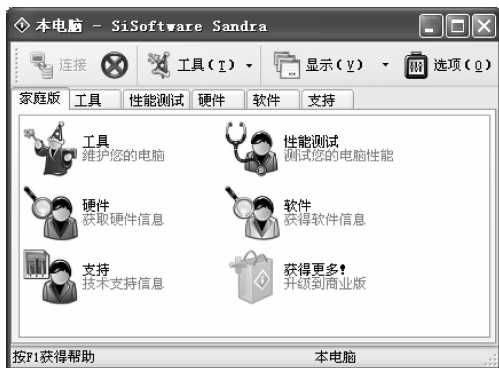 本电脑 - SiSoftware Sandra
连接 工具(T) 显示(V) 选项(O)
家庭版 工具 性能测试 硬件 软件 支持
工具
维护您的电脑
性能测试
测试您的电脑性能
硬件
获取硬件信息
软件
获得软件信息
支持
技术支持信息
获得更多!
升级到商业版
按F1获得帮助 本电脑